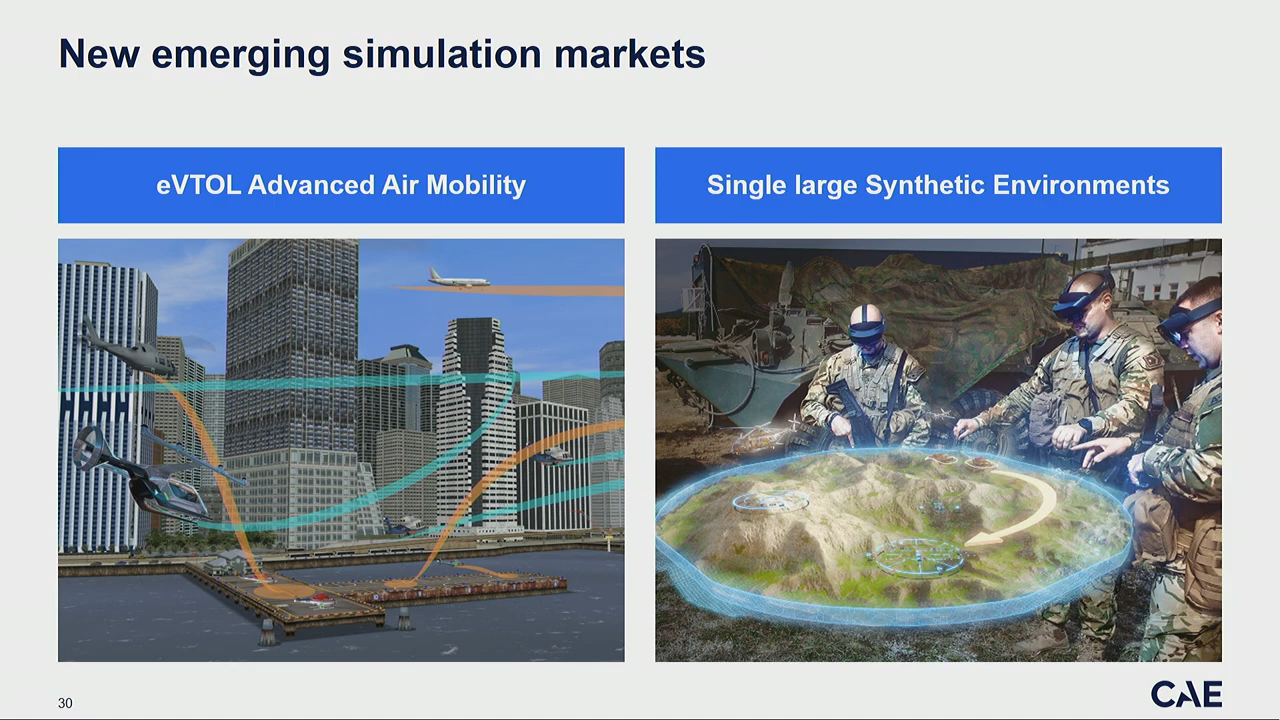 New emerging simulation markets
eVTOL Advanced Air Mobility
Single large Synthetic Environments
30
CAE